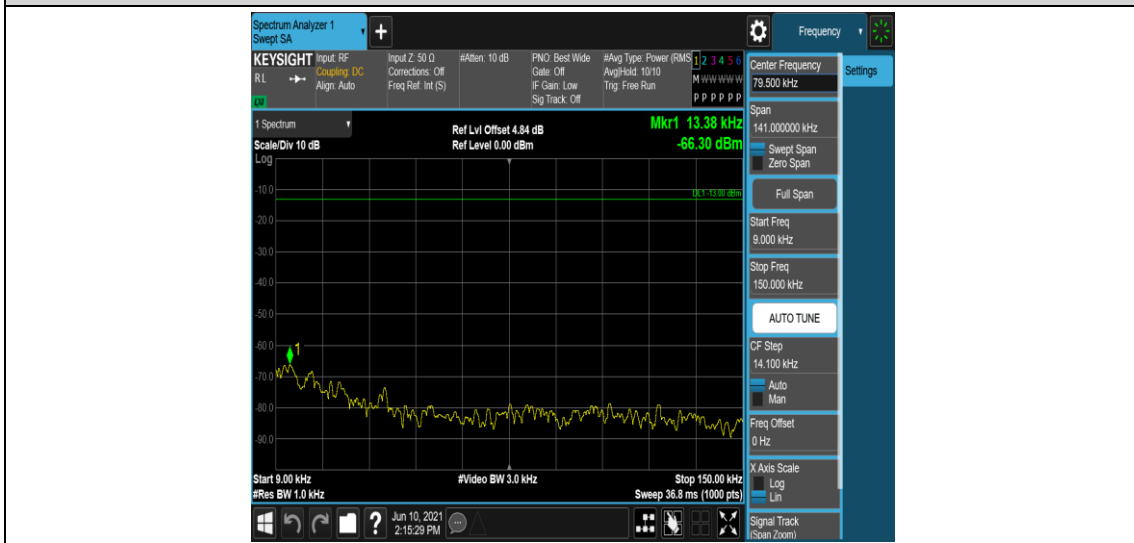 Spectrum Analyzer 1
Swept SA
+
Frequency
KEYSIGHT
RL
LXI
Input: RF
Coupling: DC
Align: Auto
Input Z: 50 Ω
Corrections: Off
Freq Ref: Int (S)
#Atten: 10 dB
PNO: Best Wide
Gate: Off
IF Gain: Low
Sig Track: Off
#Avg Type: Power (RMS
Avg|Hold: 10/10
Trig: Free Run
1 2 3 4 5 6
M W W W W W
P P P P P P
1 Spectrum
Scale/Div 10 dB
Log
Ref Lvl Offset 4.84 dB
Ref Level 0.00 dBm
Mkr1 13.38 kHz
-66.30 dBm
DL1 -13.00 dBm
-10.0
-20.0
-30.0
-40.0
-50.0
-60.0
1
-70.0
-80.0
-90.0
Start 9.00 kHz
#Res BW 1.0 kHz
#Video BW 3.0 kHz
Stop 150.00 kHz
Sweep 36.8 ms (1000 pts)
Center Frequency
79.500 kHz
Settings
Span
141.000000 kHz
Swept Span
Zero Span
Full Span
Start Freq
9.000 kHz
Stop Freq
150.000 kHz
AUTO TUNE
CF Step
14.100 kHz
Auto
Man
Freq Offset
0 Hz
X Axis Scale
Log
Lin
Signal Track
(Span Zoom)
?
Jun 10, 2021
2:15:29 PM